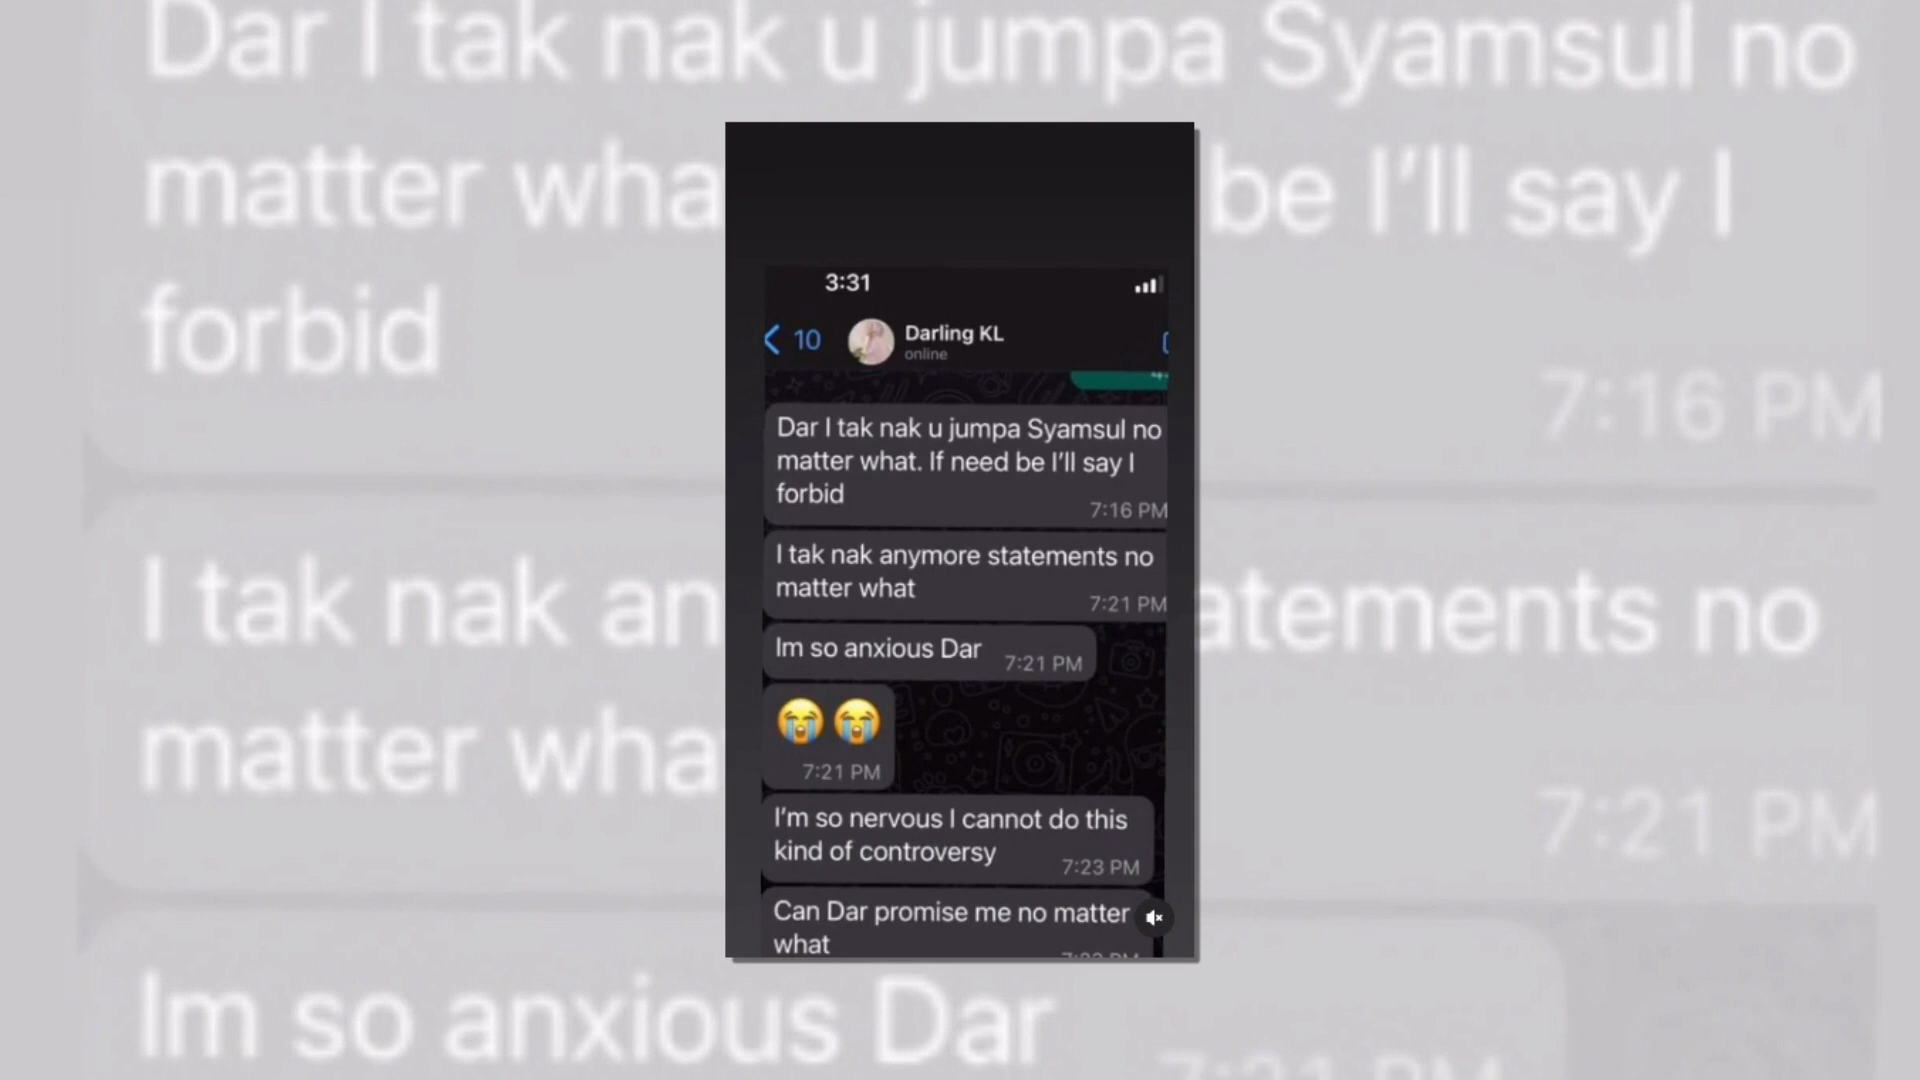 Dar I tak nak u jumpa Syamsul no
matter wha
be I'll say I
forbid
7:16 PM
I tak nak an
atements no
matter wha
7:21 PM
Im so anxious Dar
7:21 PM
3:31
10
Darling KL
online
Dar I tak nak u jumpa Syamsul no
matter what. If need be I'll say I
forbid
7:16 PM
I tak nak anymore statements no
matter what
7:21 PM
Im so anxious Dar
7:21 PM
😭😭
7:21 PM
I'm so nervous I cannot do this
kind of controversy
7:23 PM
Can Dar promise me no matter
what